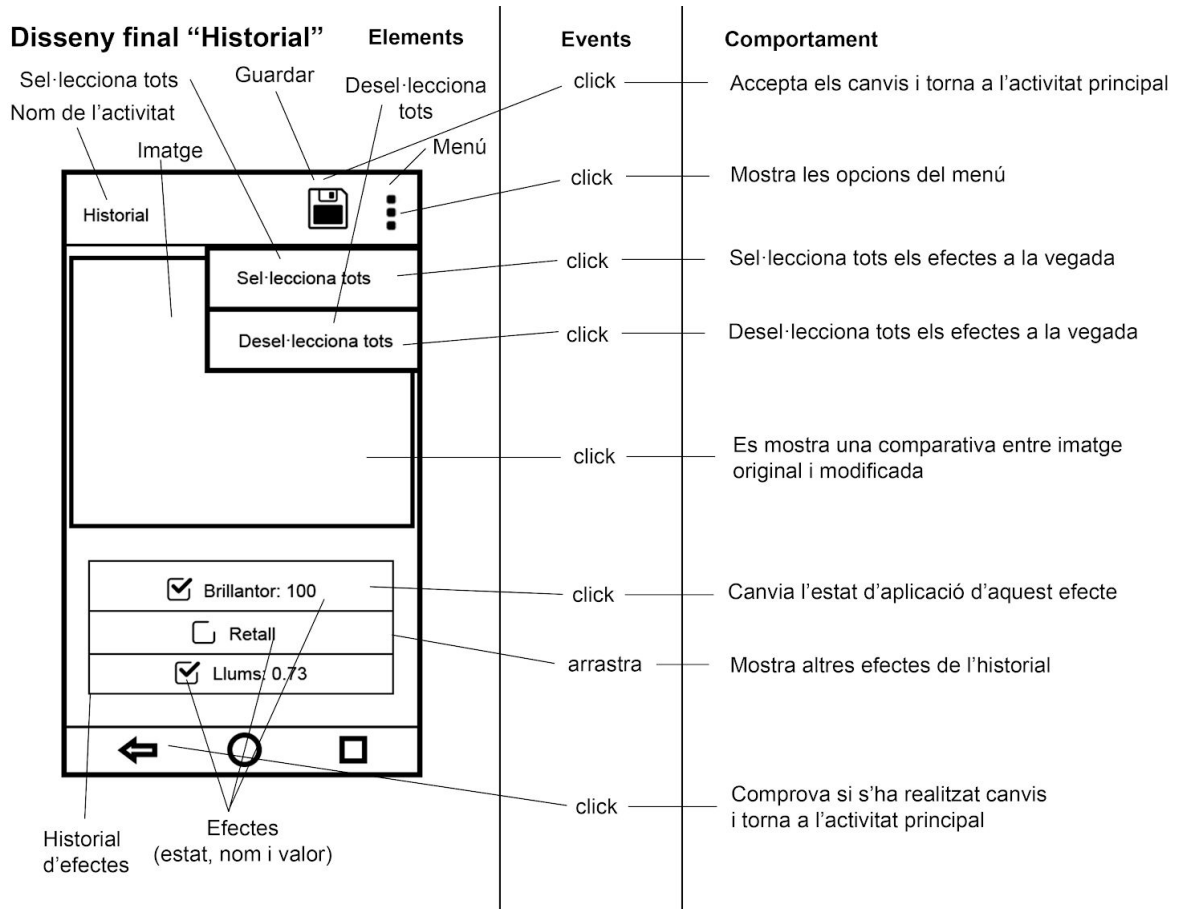 Disseny final “Historial”
Elements
Events
Comportament
Sel·lecciona tots
Guardar
Desel·lecciona
tots
Nom de l’activitat
Imatge
Menú
click
Accepta els canvis i torna a l’activitat principal
click
Mostra les opcions del menú
Historial
Sel·lecciona tots
click
Sel·lecciona tots els efectes a la vegada
Desel·lecciona tots
click
Desel·lecciona tots els efectes a la vegada
click
Es mostra una comparativa entre imatge
original i modificada
Brillantor: 100
click
Canvia l’estat d’aplicació d’aquest efecte
Retall
Llums: 0.73
arrastra
Mostra altres efectes de l’historial
click
Comprova si s’ha realitzat canvis
i torna a l’activitat principal
Historial
d’efectes
Efectes
(estat, nom i valor)